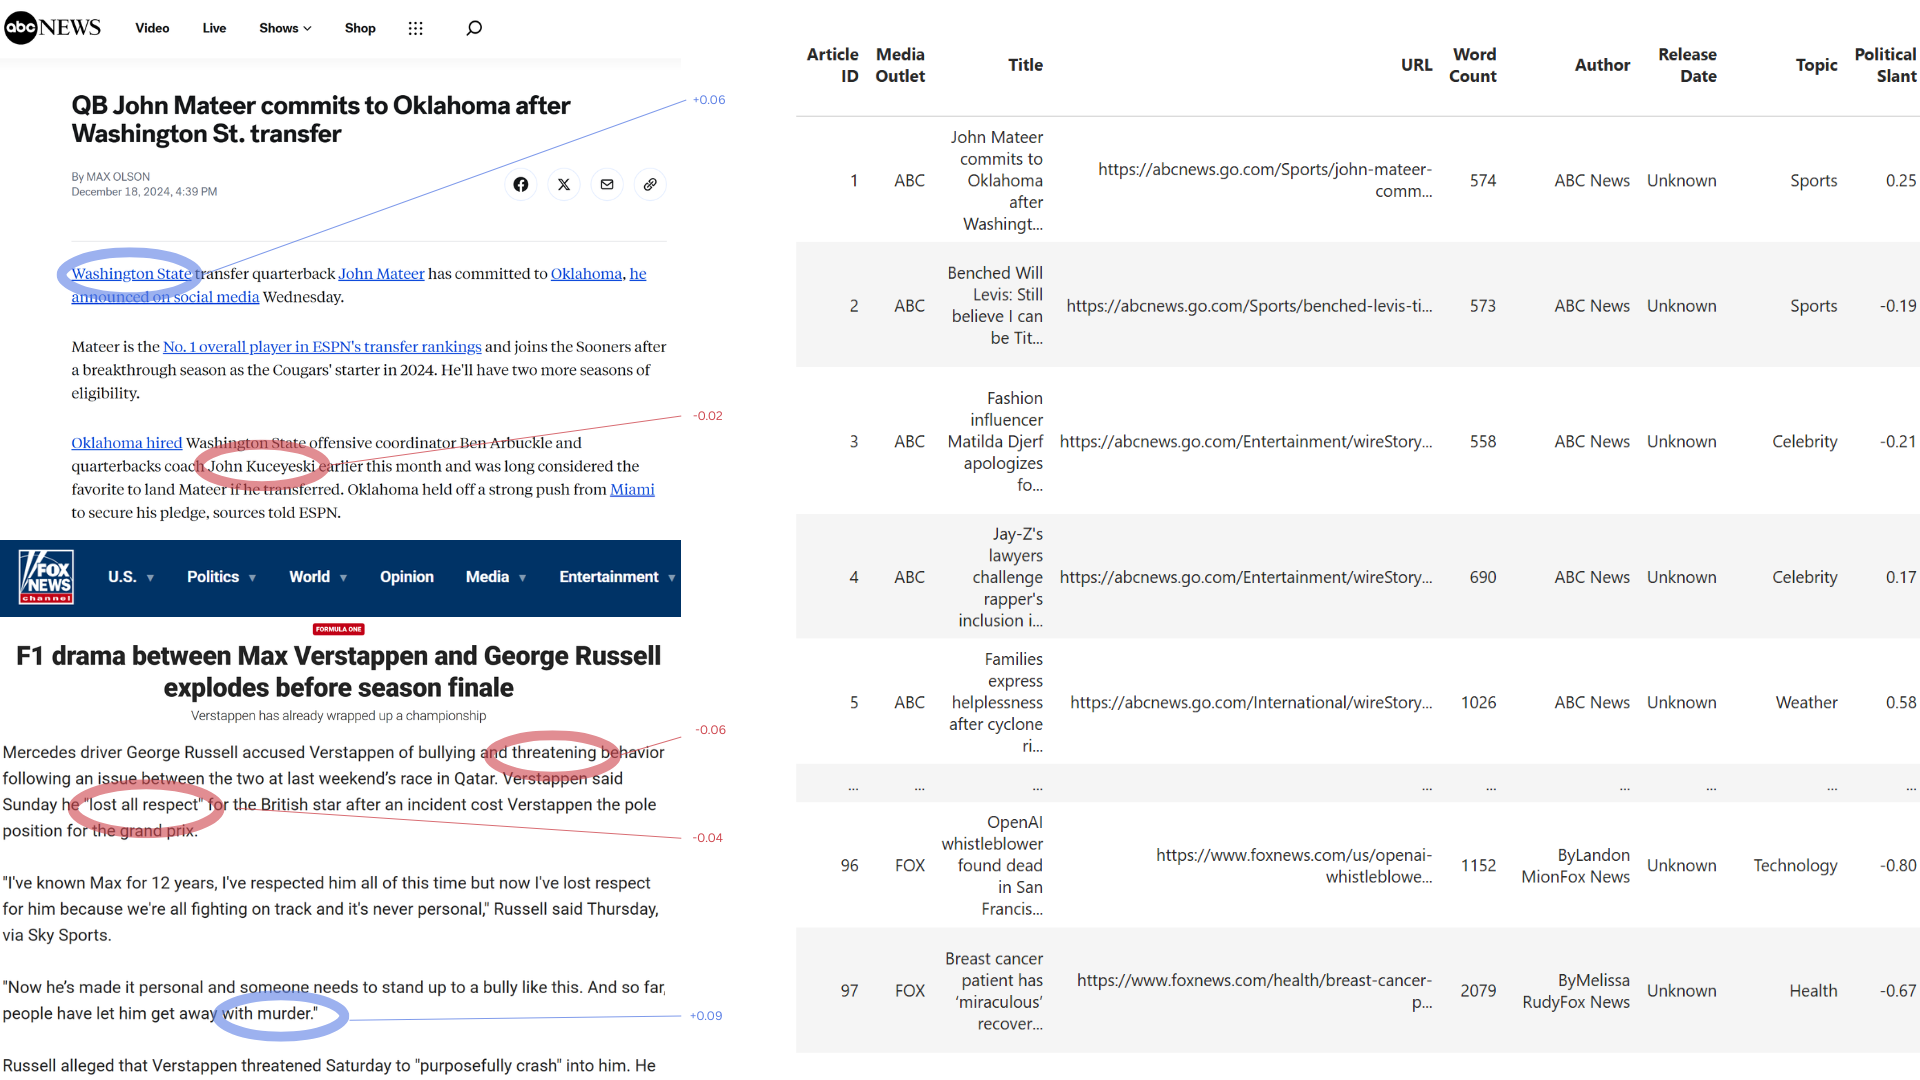 abc NEWS Video Live Shows Shop
QB John Mateer commits to Oklahoma after
Washington St. transfer
By MAX OLSON
December 18, 2024, 4:39 PM
Washington State transfer quarterback John Mateer has committed to Oklahoma, he
announced on social media Wednesday.
Mateer is the No. 1 overall player in ESPN's transfer rankings and joins the Sooners after
a breakthrough season as the Cougars' starter in 2024. He'll have two more seasons of
eligibility.
Oklahoma hired Washington State offensive coordinator Ben Arbuckle and
quarterbacks coach John Kuceyeski earlier this month and was long considered the
favorite to land Mateer if he transferred. Oklahoma held off a strong push from Miami
to secure his pledge, sources told ESPN.
+0.06
-0.02
FOX
NEWS
channel
U.S. Politics World Opinion Media Entertainment
FORMULA ONE
F1 drama between Max Verstappen and George Russell
explodes before season finale
Verstappen has already wrapped up a championship
Mercedes driver George Russell accused Verstappen of bullying and threatening behavior
following an issue between the two at last weekend's race in Qatar. Verstappen said
Sunday he "lost all respect" for the British star after an incident cost Verstappen the pole
position for the grand prix.
"I've known Max for 12 years, I've respected him all of this time but now I've lost respect
for him because we're all fighting on track and it's never personal," Russell said Thursday,
via Sky Sports.
"Now he's made it personal and someone needs to stand up to a bully like this. And so far,
people have let him get away with murder."
Russell alleged that Verstappen threatened Saturday to "purposefully crash" into him. He
-0.06
-0.04
+0.09
Article ID Media Outlet Title URL Word Count Author Release Date Topic Political Slant
1 ABC John Mateer commits to Oklahoma after Washingt... https://abcnews.go.com/Sports/john-mateer-comm... 574 ABC News Unknown Sports 0.25
2 ABC Benched Will Levis: Still believe I can be Tit... https://abcnews.go.com/Sports/benched-levis-ti... 573 ABC News Unknown Sports -0.19
3 ABC Fashion influencer Matilda Djerf apologizes fo... https://abcnews.go.com/Entertainment/wireStory... 558 ABC News Unknown Celebrity -0.21
4 ABC Jay-Z's lawyers challenge rapper's inclusion i... https://abcnews.go.com/Entertainment/wireStory... 690 ABC News Unknown Celebrity 0.17
5 ABC Families express helplessness after cyclone ri... https://abcnews.go.com/International/wireStory... 1026 ABC News Unknown Weather 0.58
... ... ... ... ... ... ... ... ...
96 FOX OpenAI whistleblower found dead in San Francis... https://www.foxnews.com/us/openai-whistleblowe... 1152 ByLandon MionFox News Unknown Technology -0.80
97 FOX Breast cancer patient has ‘miraculous’ recover... https://www.foxnews.com/health/breast-cancer-p... 2079 ByMelissa RudyFox News Unknown Health -0.67